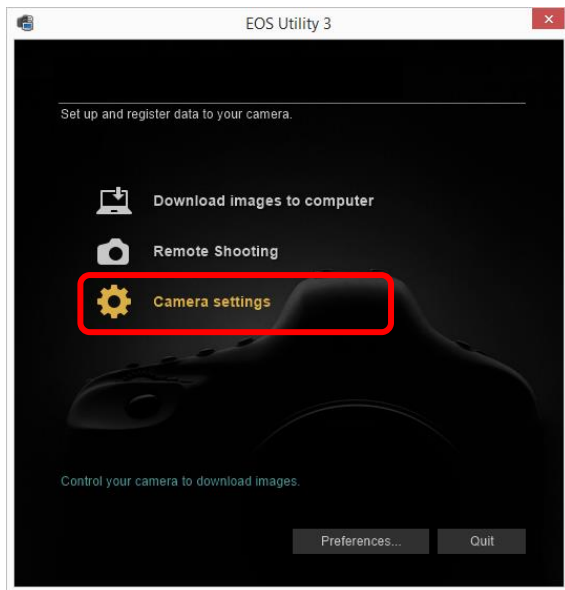 EOS Utility 3
Set up and register data to your camera.
Download images to computer
Remote Shooting
Camera settings
Control your camera to download images.
Preferences... Quit